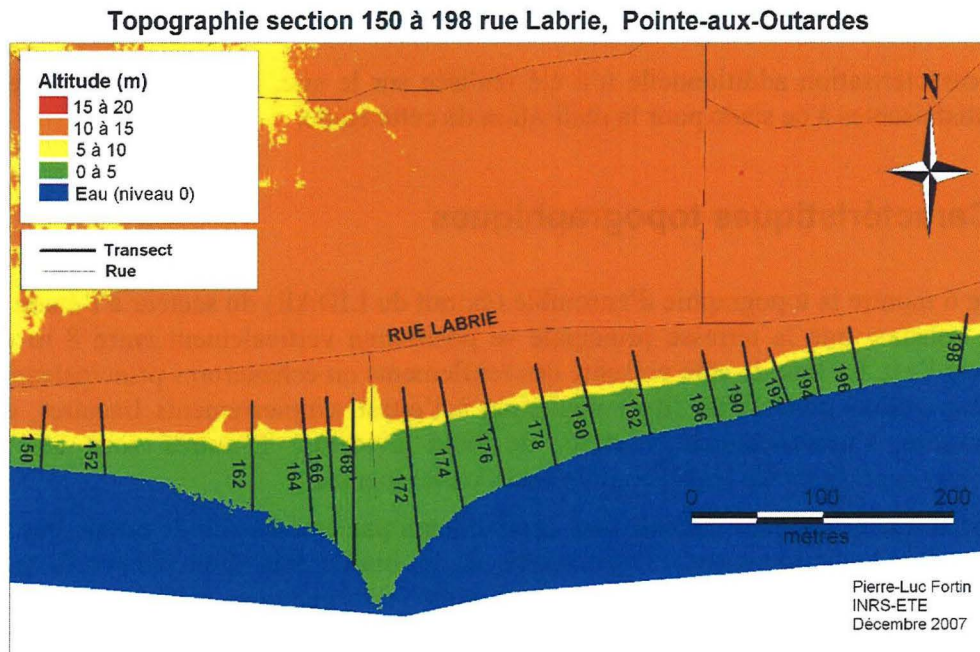 Topographie section 150 à 198 rue Labrie, Pointe-aux-Outardes
Altitude (m)
15 à 20
10 à 15
5 à 10
0 à 5
Eau (niveau 0)
Transect
Rue
N
RUE LABRIE
150
152
162
164
166
168
172
174
176
178
180
182
186
190
192
194
196
198
0 100 200
mètres
Pierre-Luc Fortin
INRS-ETE
Décembre 2007